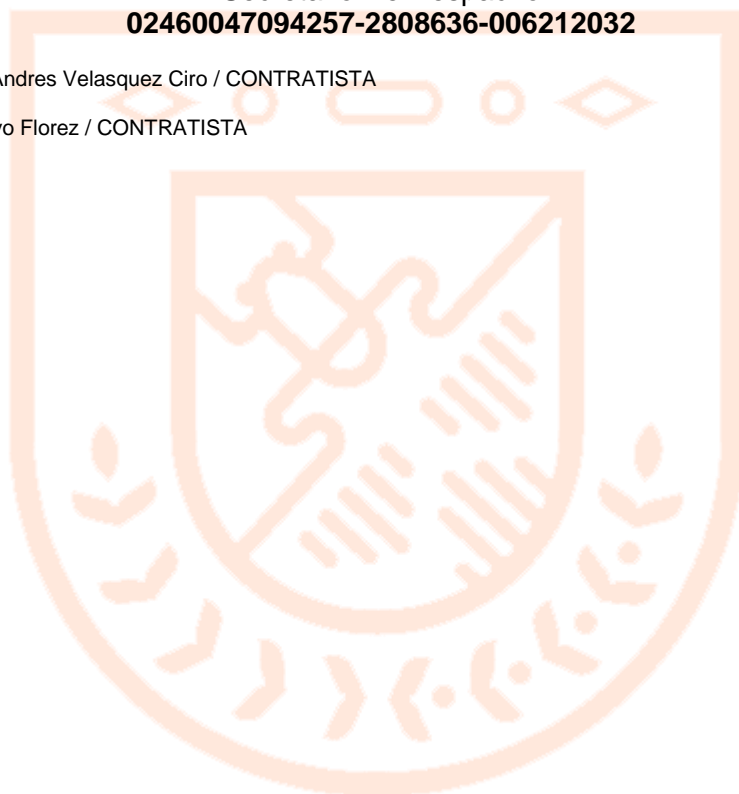 02460047094257-2808636-006212032
Andres Velasquez Ciro / CONTRATISTA
Florez / CONTRATISTA